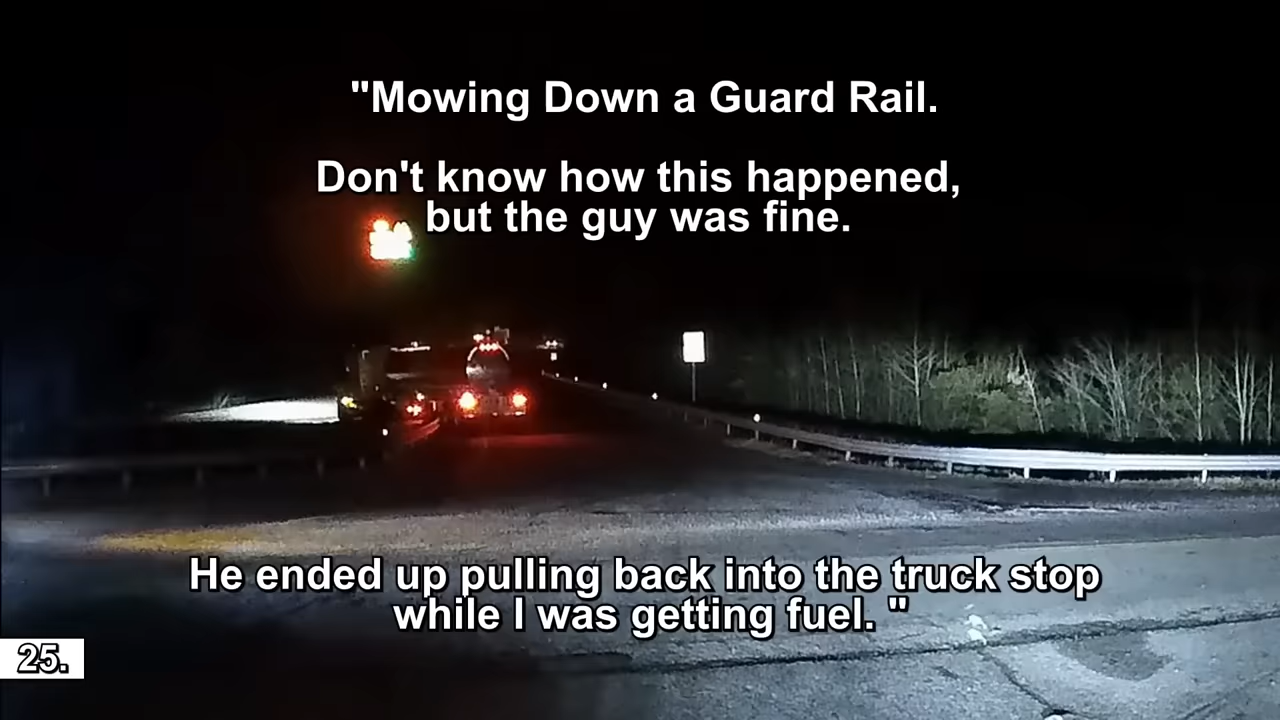 "Mowing Down a Guard Rail.
Don't know how this happened,
but the guy was fine.
He ended up pulling back into the truck stop
while I was getting fuel. "
25.